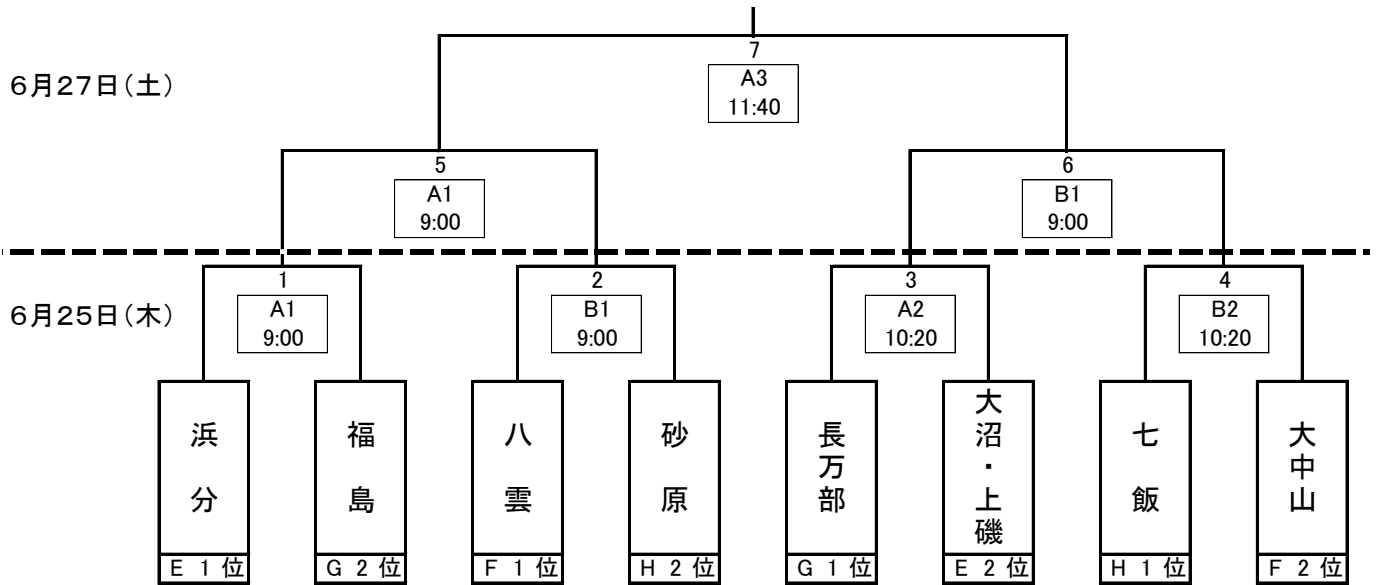 7
A3
11:40
6月27日(土)
5
A1
9:00
6
B1
9:00
1
A1
9:00
2
B1
9:00
3
A2
10:20
4
B2
10:20
6月25日(木)
浜分
福島
八雲
砂原
長万部
大沼・上磯
七飯
大中山
E 1 位
G 2 位
F 1 位
H 2 位
G 1 位
E 2 位
H 1 位
F 2 位